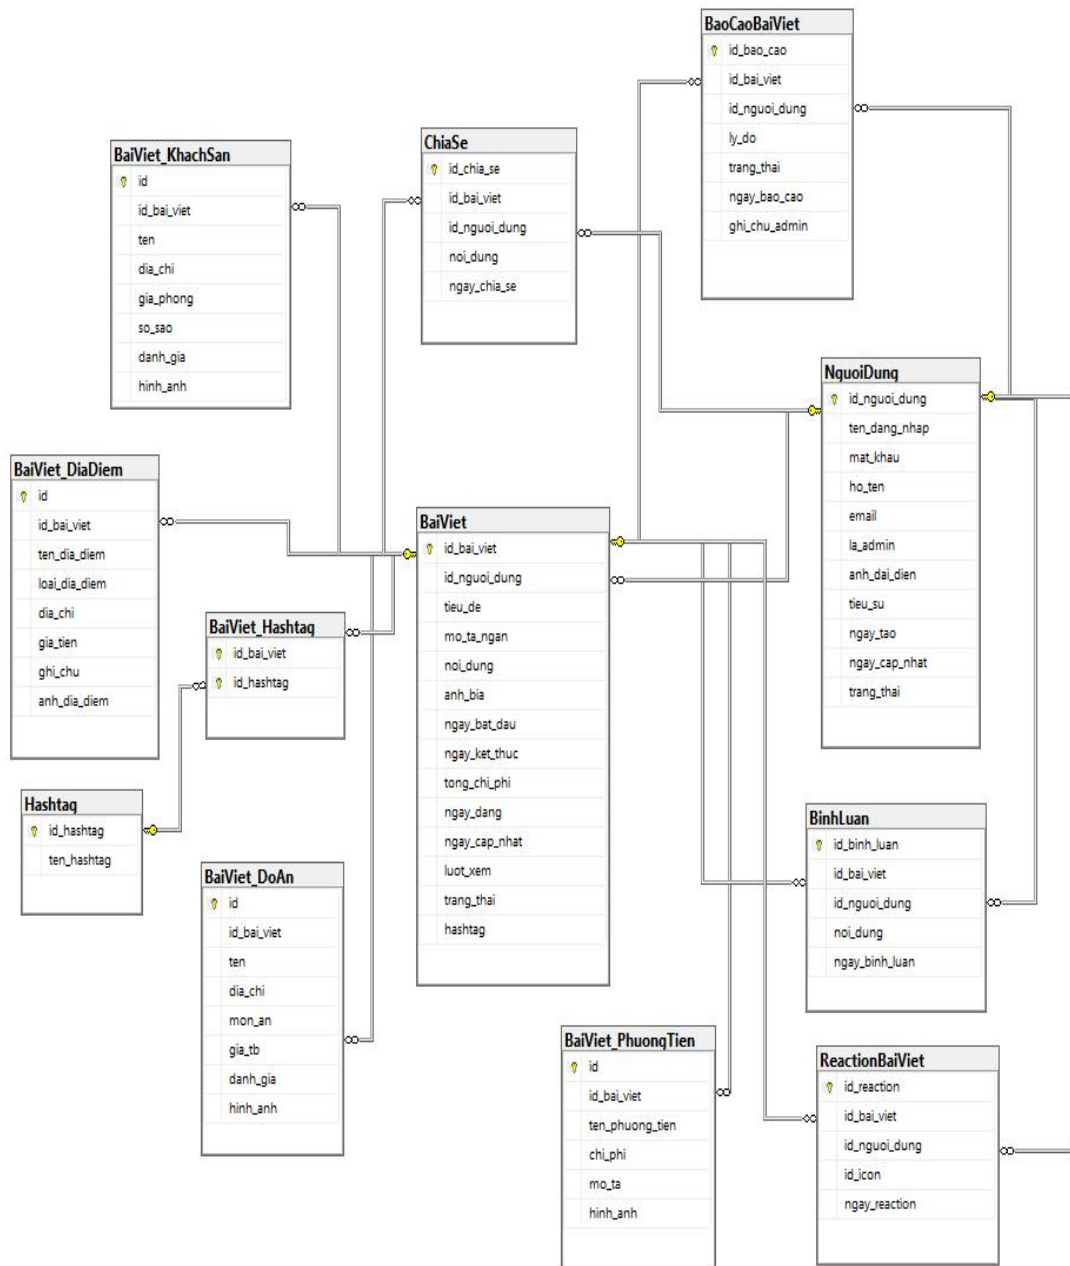 BaoCaoBaiViet
id_bao_cao
id_bai_viet
id_nguoi_dung
ly_do
trang_thai
ngay_bao_cao
ghi_chu_admin
ChiaSe
id_chia_se
id_bai_viet
id_nguoi_dung
noi_dung
ngay_chia_se
BaiViet_KhachSan
id
id_bai_viet
ten
dia_chi
gia_phong
so_sao
danh_gia
hinh_anh
NguoiDung
id_nguoi_dung
ten_dang_nhap
mat_khau
ho_ten
email
la_admin
anh_dai_dien
tieu_su
ngay_tao
ngay_cap_nhat
trang_thai
BaiViet_DiaDiem
id
id_bai_viet
ten_dia_diem
loai_dia_diem
dia_chi
gia_tien
ghi_chu
anh_dia_diem
BaiViet
id_bai_viet
id_nguoi_dung
tieu_de
mo_ta_ngan
noi_dung
anh_bia
ngay_bat_dau
ngay_ket_thuc
tong_chi_phi
ngay_dang
ngay_cap_nhat
luot_xem
trang_thai
hashtag
BaiViet_Hashtag
id_bai_viet
id_hashtag
Hashtag
id_hashtag
ten_hashtag
BinhLuan
id_binh_luan
id_bai_viet
id_nguoi_dung
noi_dung
ngay_binh_luan
BaiViet_DoAn
id
id_bai_viet
ten
dia_chi
mon_an
gia_tb
danh_gia
hinh_anh
BaiViet_PhuongTien
id
id_bai_viet
ten_phuong_tien
chi_phi
mo_ta
hinh_anh
ReactionBaiViet
id_reaction
id_bai_viet
id_nguoi_dung
id_icon
ngay_reaction